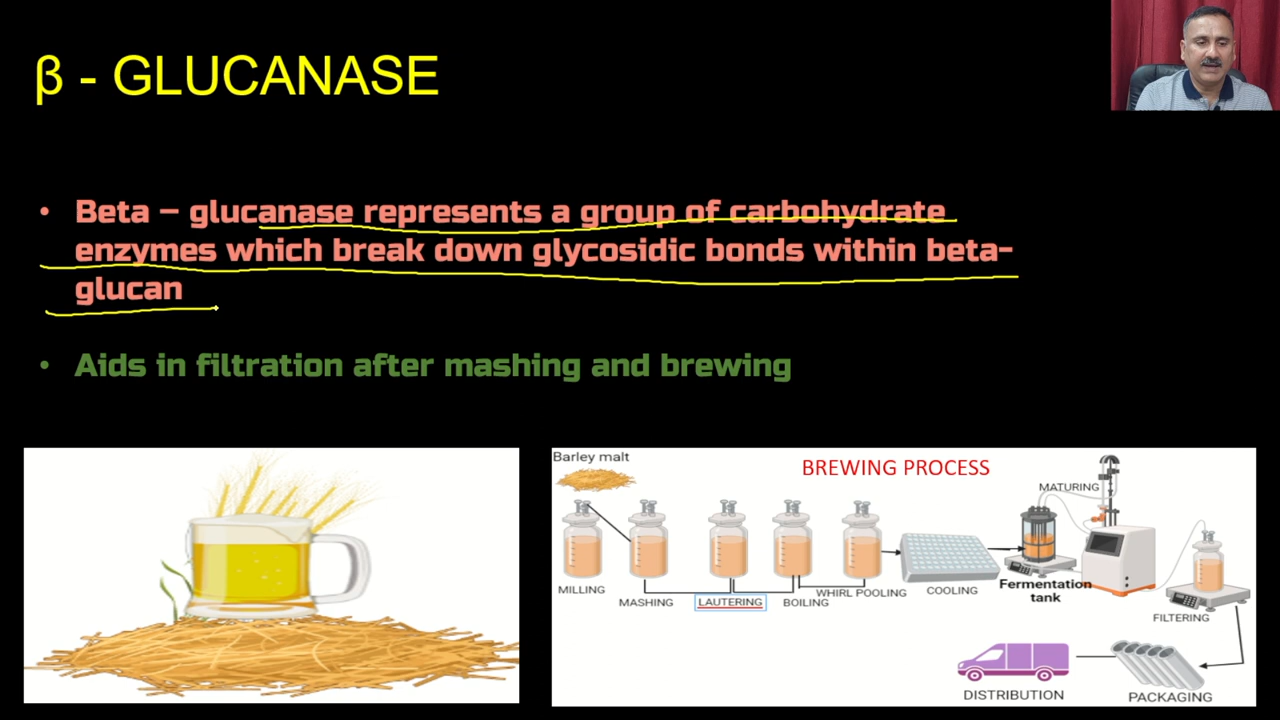 β - GLUCANASE
• Beta – glucanase represents a group of carbohydrate
enzymes which break down glycosidic bonds within beta-
glucan
• Aids in filtration after mashing and brewing
Barley malt
BREWING PROCESS
MATURING
MILLING
MASHING
LAUTERING
BOILING
WHIRL POOLING
COOLING
Fermentation
tank
FILTERING
DISTRIBUTION
PACKAGING